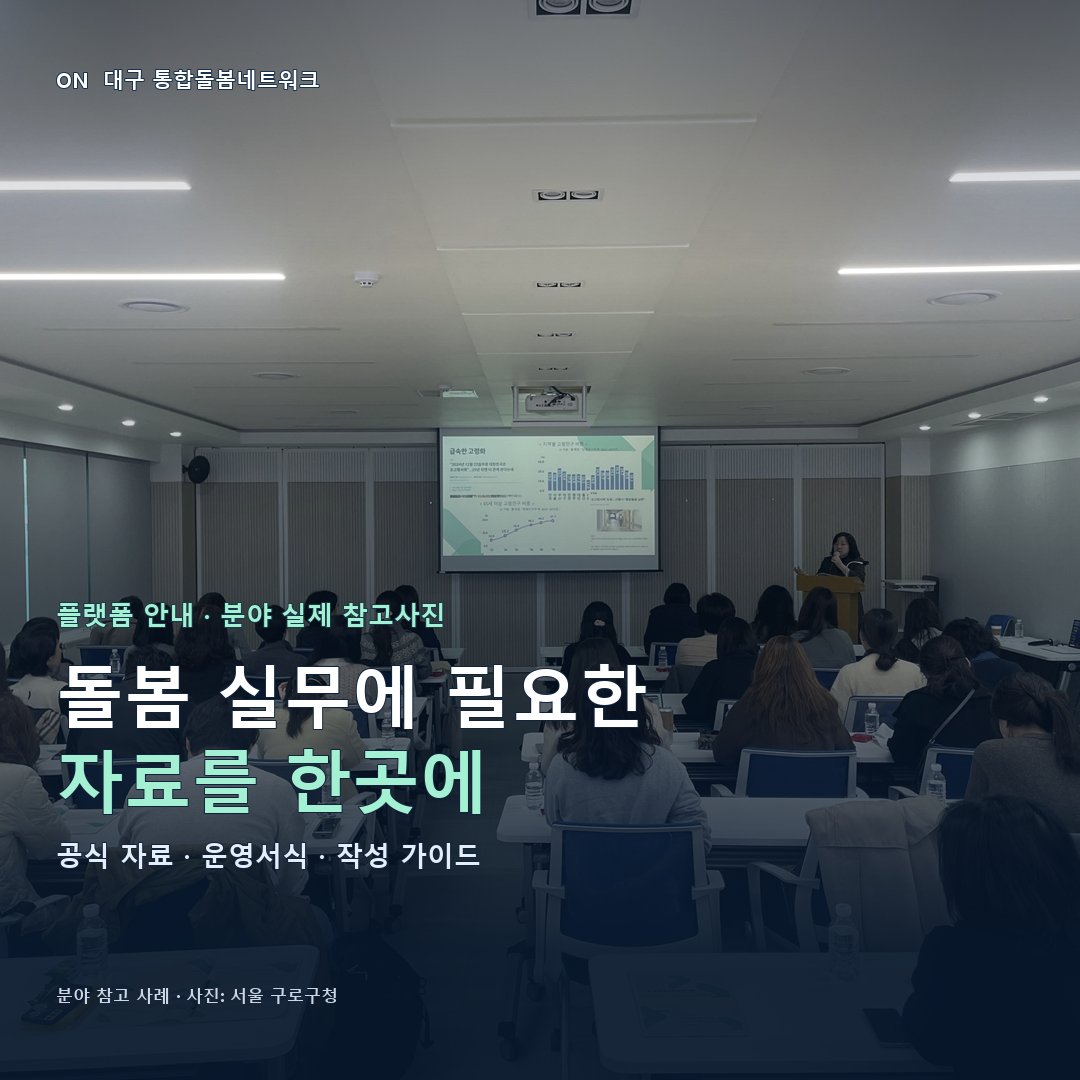 ON 대구 통합돌봄네트워크
급속한 고령화
플랫폼 안내 · 분야 실제 참고사진
돌봄 실무에 필요한
자료를 한곳에
공식 자료 · 운영서식 · 작성 가이드
분야 참고 사례 · 사진: 서울 구로구청